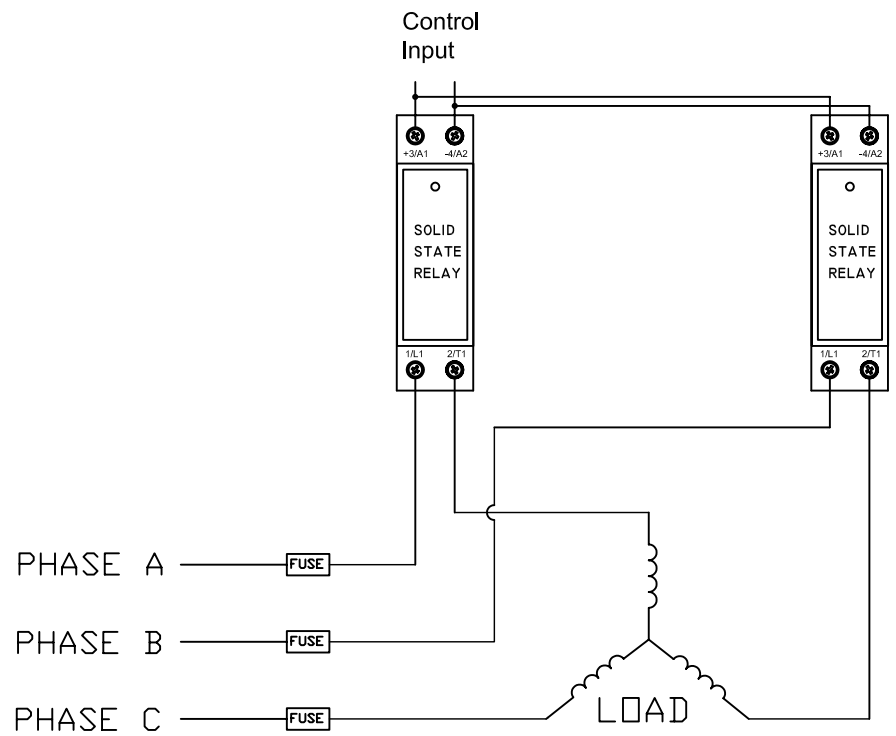 Control
Input
+3/A1 -4/A2
+3/A1 -4/A2
SOLID
STATE
RELAY
SOLID
STATE
RELAY
1/L1 2/T1
1/L1 2/T1
PHASE A
FUSE
PHASE B
FUSE
PHASE C
FUSE
LOAD